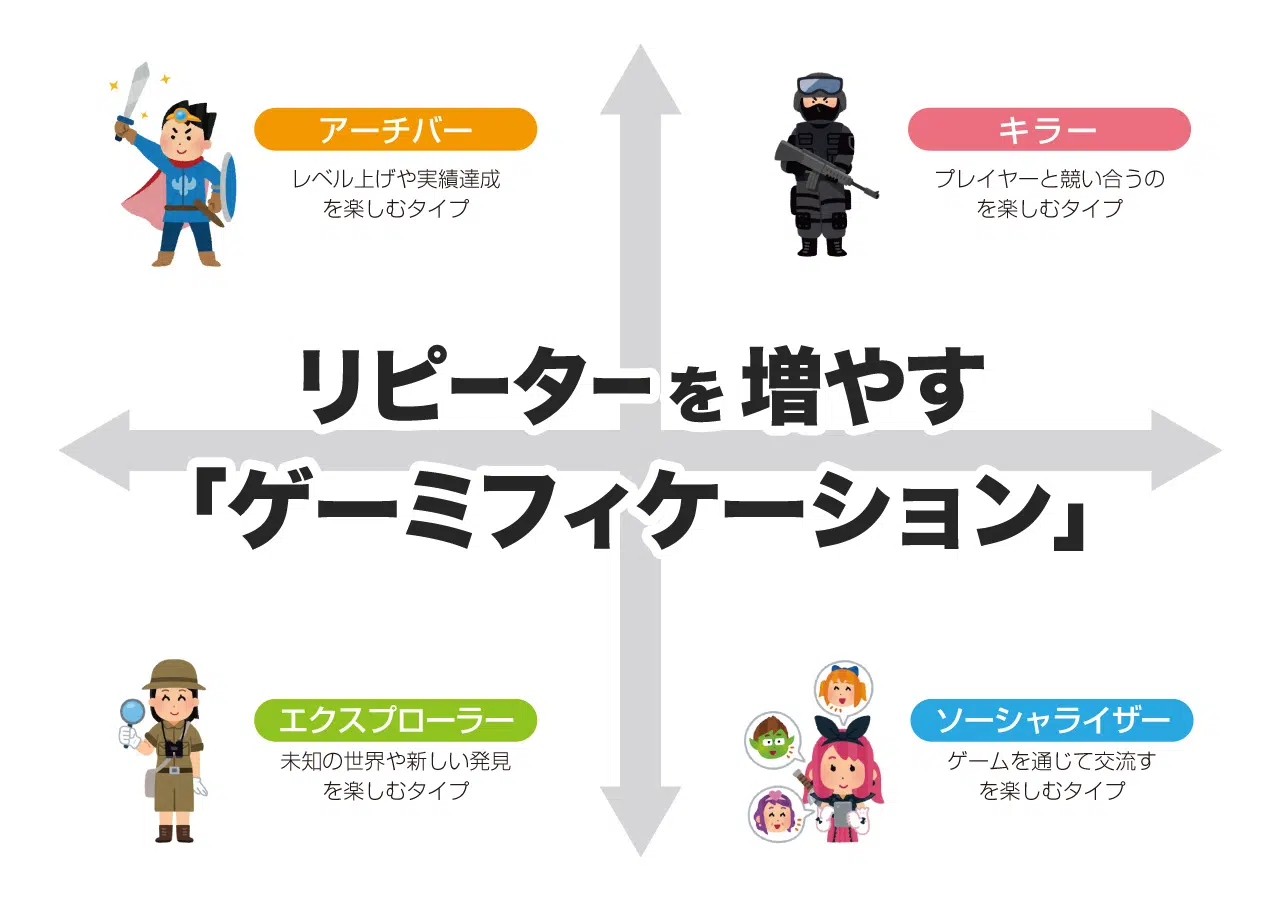 アーチバー
レベル上げや実績達成
を楽しむタイプ
キラー
プレイヤーと競い合うの
を楽しむタイプ
リピーターを増やす
「ゲーミフィケーション」
エクスプローラー
未知の世界や新しい発見
を楽しむタイプ
ソーシャライザー
ゲームを通じて交流す
を楽しむタイプ